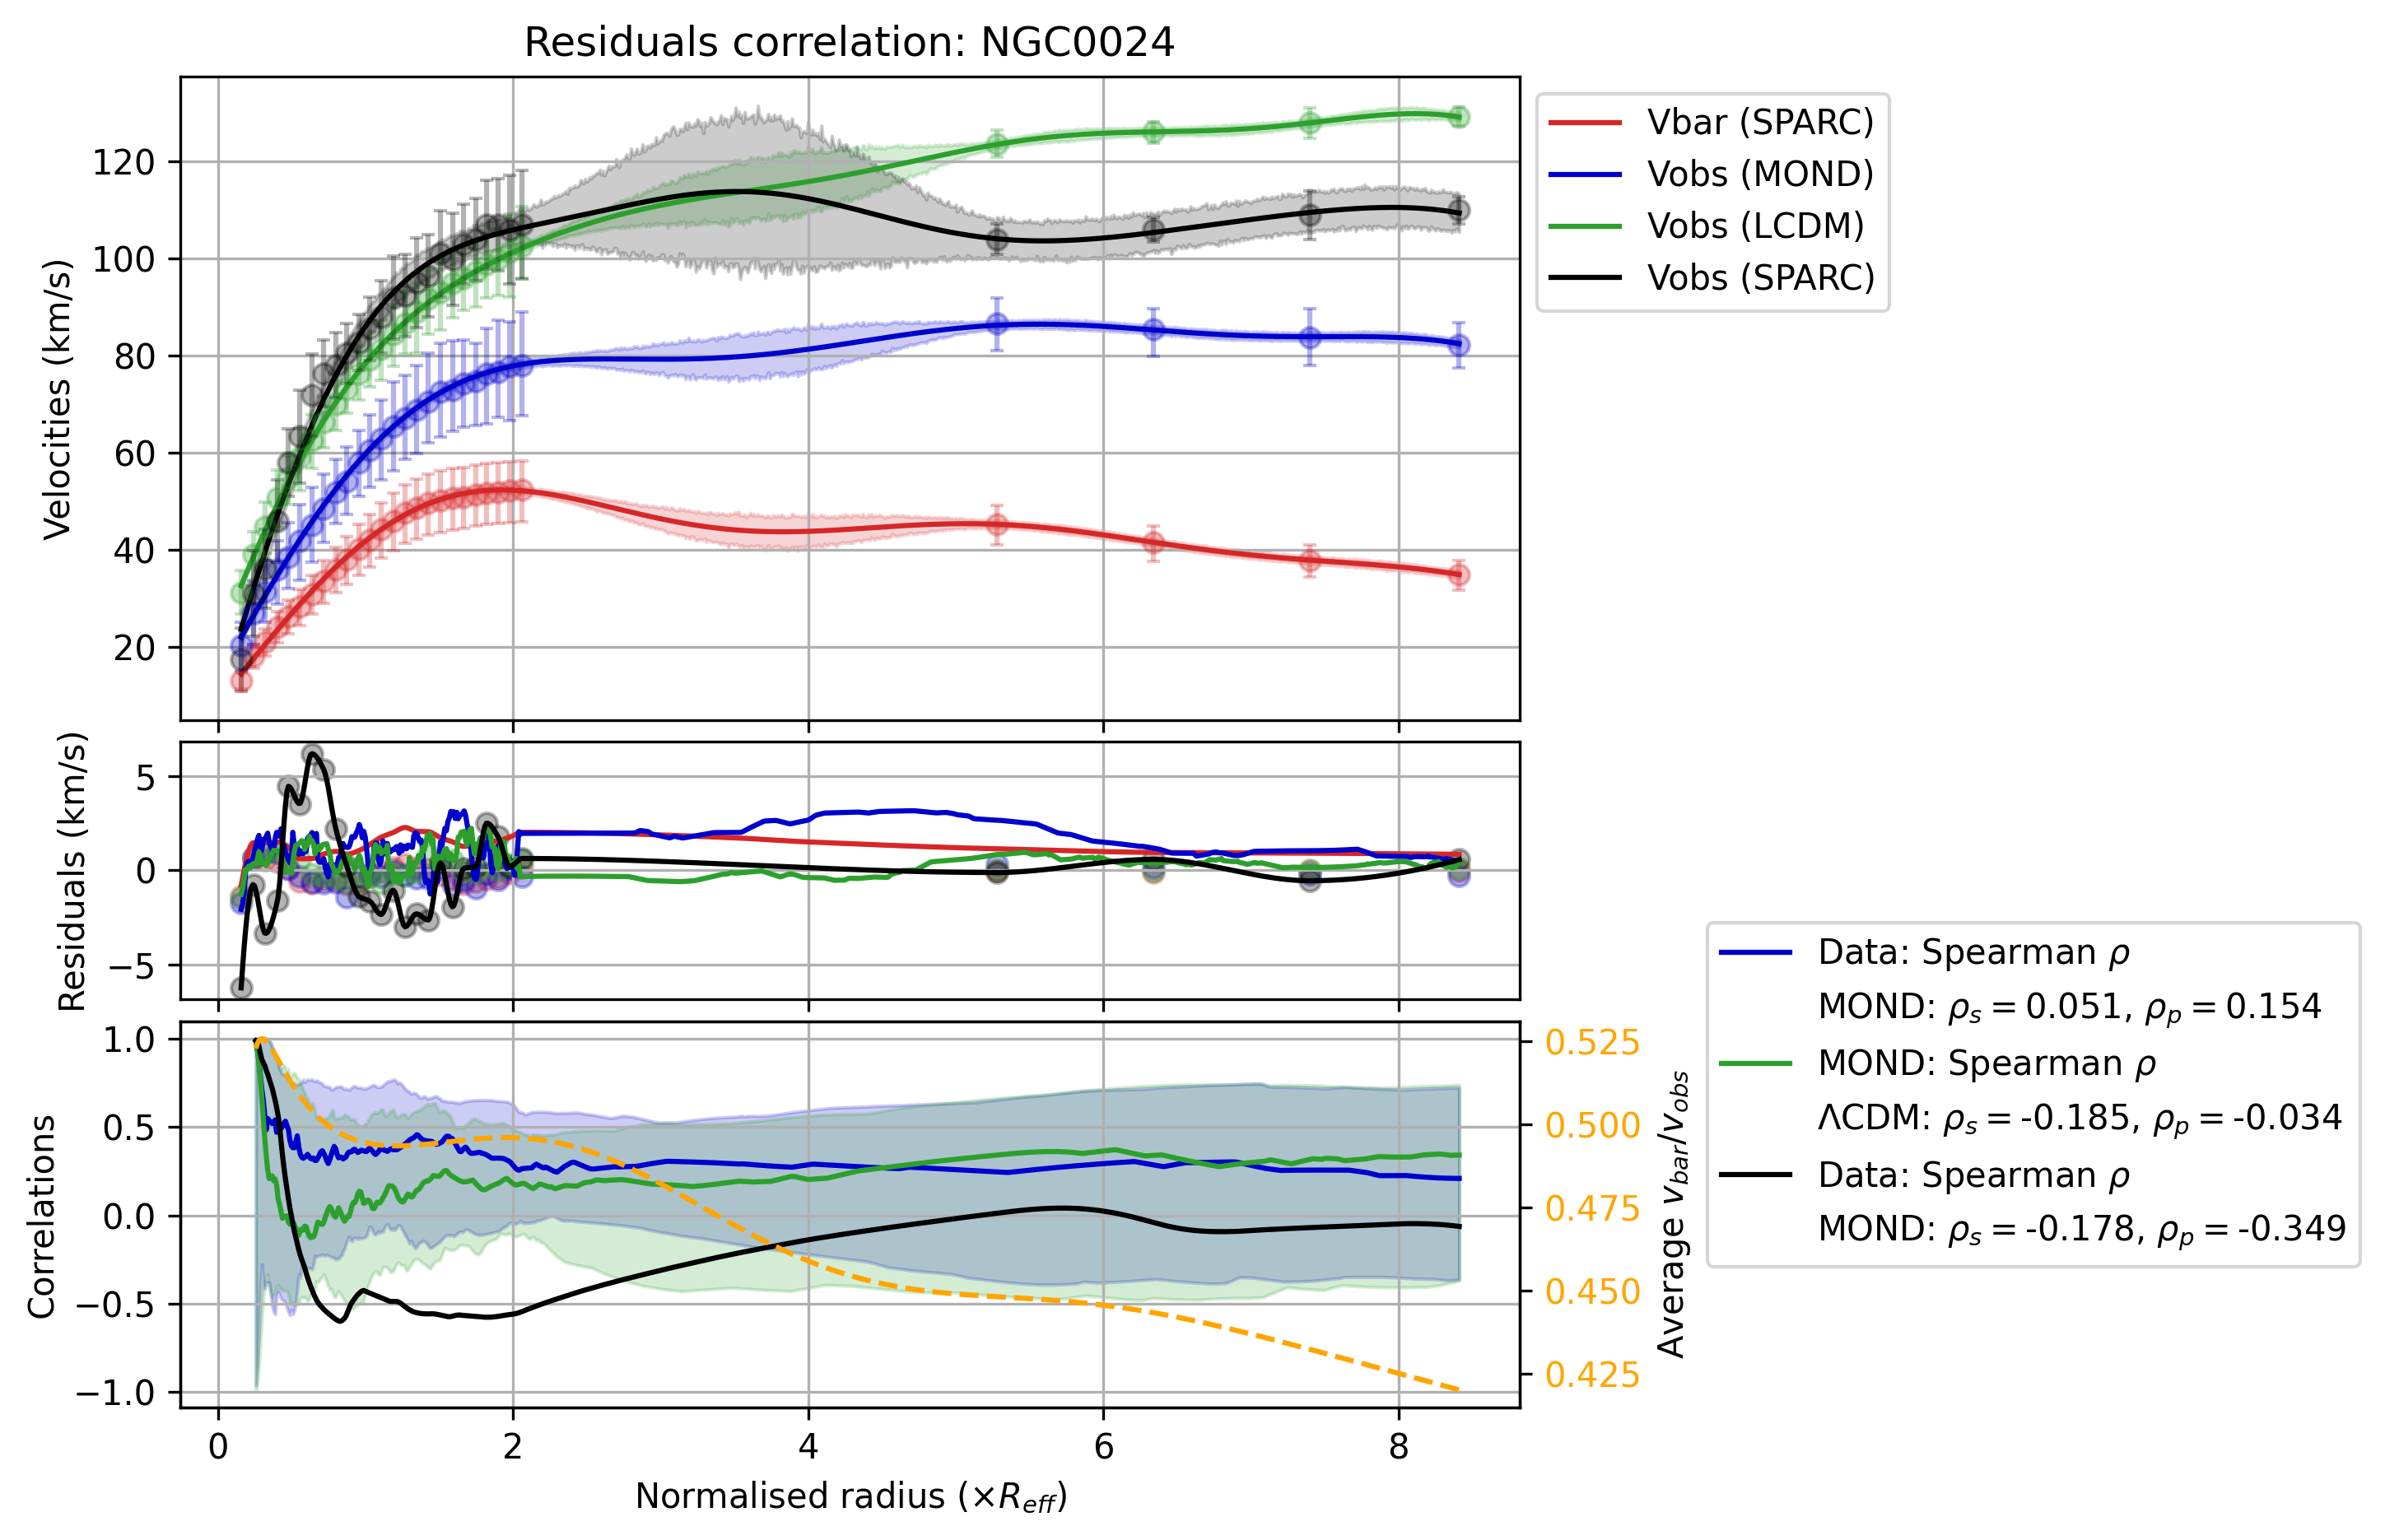 Residuals correlation: NGC0024
Velocities (km/s)
120
100
80
60
40
20
Vbar (SPARC)
Vobs (MOND)
Vobs (LCDM)
Vobs (SPARC)
Residuals (km/s)
5
0
−5
Correlations
1.0
0.5
0.0
−0.5
−1.0
0.525
0.500
0.475
0.450
0.425
Average v_bar/v_obs
Data: Spearman ρ
MOND: ρ_s = 0.051, ρ_p = 0.154
MOND: Spearman ρ
ΛCDM: ρ_s = -0.185, ρ_p = -0.034
Data: Spearman ρ
MOND: ρ_s = -0.178, ρ_p = -0.349
0 2 4 6 8
Normalised radius (×R_eff)